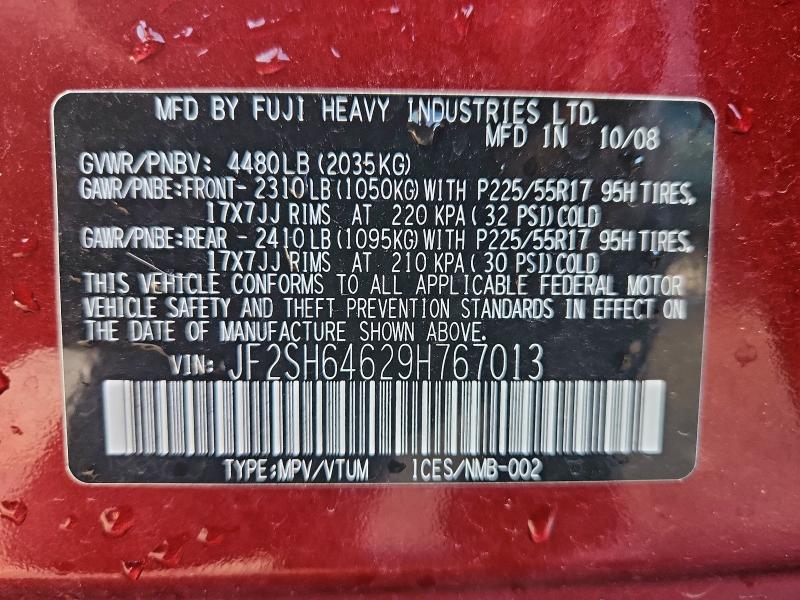 MFD BY FUJI HEAVY INDUSTRIES LTD.
MFD IN 10/08
GVWR/PNBV: 4480LB(2035KG)
GAWR/PNBE:FRONT-2310LB(1050KG)WITH P225/55R17 95H TIRES,
17X7JJ RIMS AT 220 KPA(32 PSI)COLD
GAWR/PNBE:REAR -2410LB(1095KG)WITH P225/55R17 95H TIRES,
17X7JJ RIMS AT 210 KPA(30 PSI)COLD
THIS VEHICLE CONFORMS TO ALL APPLICABLE FEDERAL MOTOR
VEHICLE SAFETY AND THEFT PREVENTION STANDARDS IN EFFECT ON
THE DATE OF MANUFACTURE SHOWN ABOVE.
VIN: JF2SH64629H767013
TYPE:MPV/VTUM ICES/NMB-002